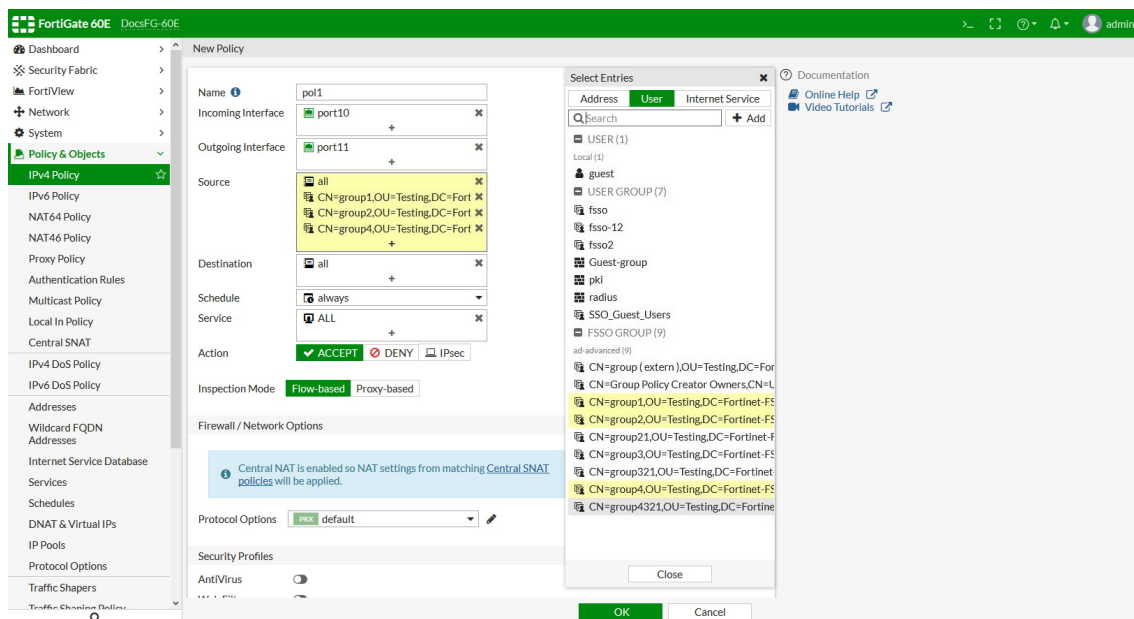 FortiGate 60E DocsFG-60E
>_ admin
Dashboard
Security Fabric
FortiView
Network
System
Policy & Objects
IPv4 Policy
IPv6 Policy
NAT64 Policy
NAT46 Policy
Proxy Policy
Authentication Rules
Multicast Policy
Local In Policy
Central SNAT
IPv4 DoS Policy
IPv6 DoS Policy
Addresses
Wildcard FQDN
Addresses
Internet Service Database
Services
Schedules
DNAT & Virtual IPs
IP Pools
Protocol Options
Traffic Shapers
Traffic Shaping Policy
New Policy
Name pol1
Incoming Interface port10
+
Outgoing Interface port11
+
Source all
CN=group1,OU=Testing,DC=Fort
CN=group2,OU=Testing,DC=Fort
CN=group4,OU=Testing,DC=Fort
+
Destination all
+
Schedule always
Service ALL
+
Action ACCEPT DENY IPsec
Inspection Mode Flow-based Proxy-based
Firewall / Network Options
Central NAT is enabled so NAT settings from matching Central SNAT
policies will be applied.
Protocol Options PRX default
Security Profiles
AntiVirus
Select Entries
Address User Internet Service
Search + Add
USER (1)
Local (1)
guest
USER GROUP (7)
fsso
fsso-12
fsso2
Guest-group
pki
radius
SSO_Guest_Users
FSSO GROUP (9)
ad-advanced (9)
CN=group ( extern ),OU=Testing,DC=For
CN=Group Policy Creator Owners,CN=U
CN=group1,OU=Testing,DC=Fortinet-FS
CN=group2,OU=Testing,DC=Fortinet-FS
CN=group21,OU=Testing,DC=Fortinet-F
CN=group3,OU=Testing,DC=Fortinet-FS
CN=group321,OU=Testing,DC=Fortinet-
CN=group4,OU=Testing,DC=Fortinet-FS
CN=group4321,OU=Testing,DC=Fortine
Close
OK Cancel
Documentation
Online Help
Video Tutorials